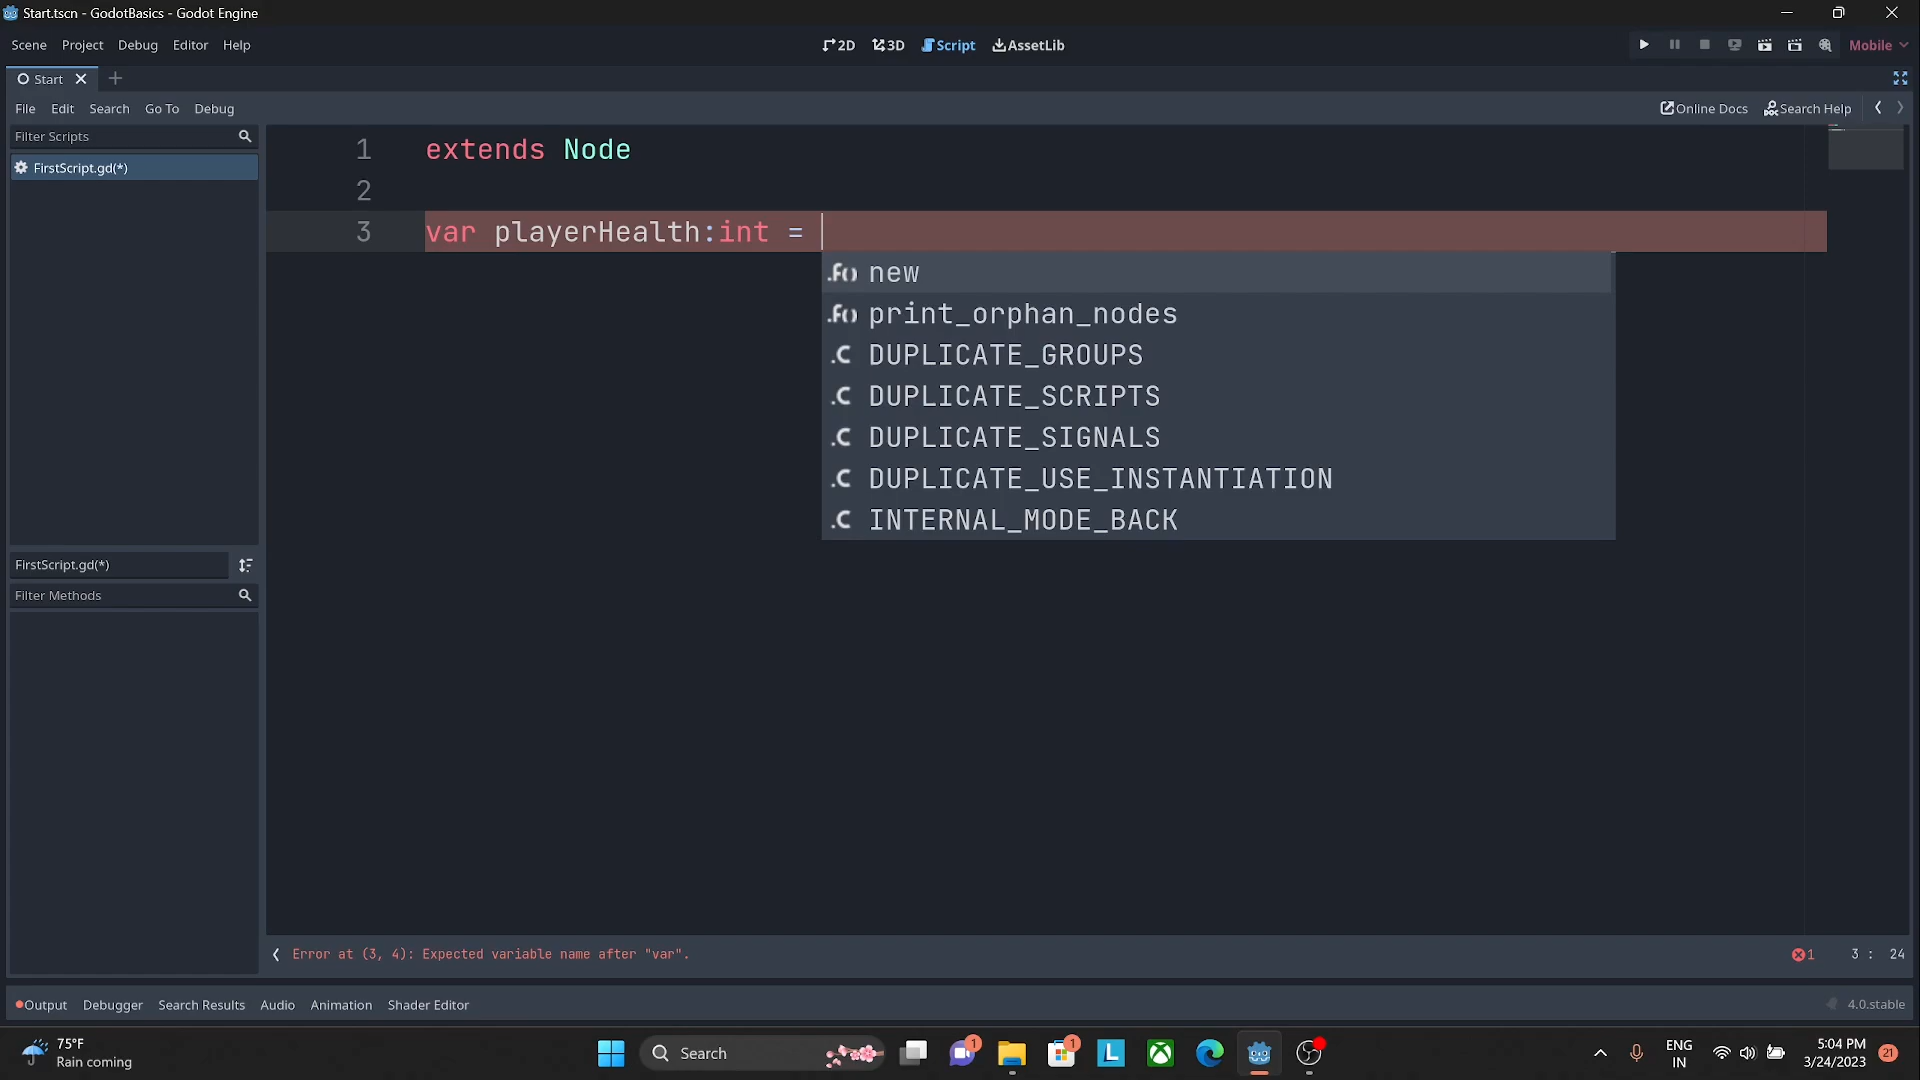 Start.tscn - GodotBasics - Godot Engine
Scene Project Debug Editor Help
2D 3D Script AssetLib
Mobile
Start
File Edit Search Go To Debug
Online Docs Search Help
Filter Scripts
FirstScript.gd(*)
1 extends Node
2
3 var playerHealth:int =
new
print_orphan_nodes
DUPLICATE_GROUPS
DUPLICATE_SCRIPTS
DUPLICATE_SIGNALS
DUPLICATE_USE_INSTANTIATION
INTERNAL_MODE_BACK
FirstScript.gd(*)
Filter Methods
Error at (3, 4): Expected variable name after "var".
1 3 : 24
Output Debugger Search Results Audio Animation Shader Editor
4.0.stable
75°F
Rain coming
Search
1
1
L
ENG
IN
5:04 PM
3/24/2023
21